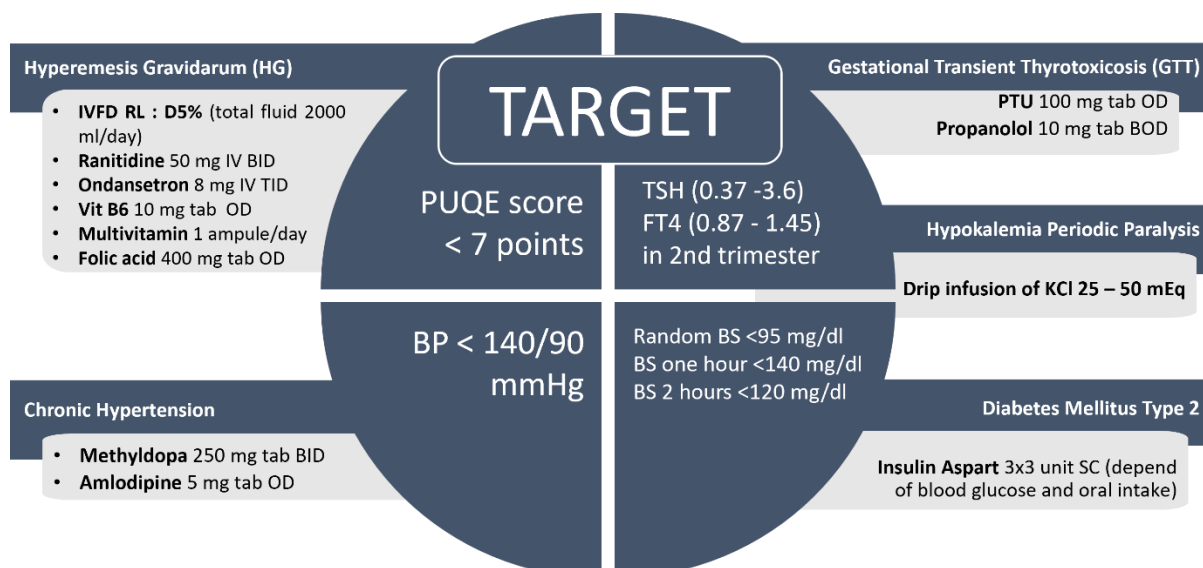 TARGET
Hyperemesis Gravidarum (HG)
• IVFD RL : D5% (total fluid 2000
ml/day)
• Ranitidine 50 mg IV BID
• Ondansetron 8 mg IV TID
• Vit B6 10 mg tab OD
• Multivitamin 1 ampule/day
• Folic acid 400 mg tab OD
PUQE score
< 7 points
Gestational Transient Thyrotoxicosis (GTT)
PTU 100 mg tab OD
Propanolol 10 mg tab BOD
TSH (0.37 -3.6)
FT4 (0.87 - 1.45)
in 2nd trimester
Hypokalemia Periodic Paralysis
Drip infusion of KCl 25 – 50 mEq
BP < 140/90
mmHg
Chronic Hypertension
• Methyldopa 250 mg tab BID
• Amlodipine 5 mg tab OD
Random BS <95 mg/dl
BS one hour <140 mg/dl
BS 2 hours <120 mg/dl
Diabetes Mellitus Type 2
Insulin Aspart 3x3 unit SC (depend
of blood glucose and oral intake)